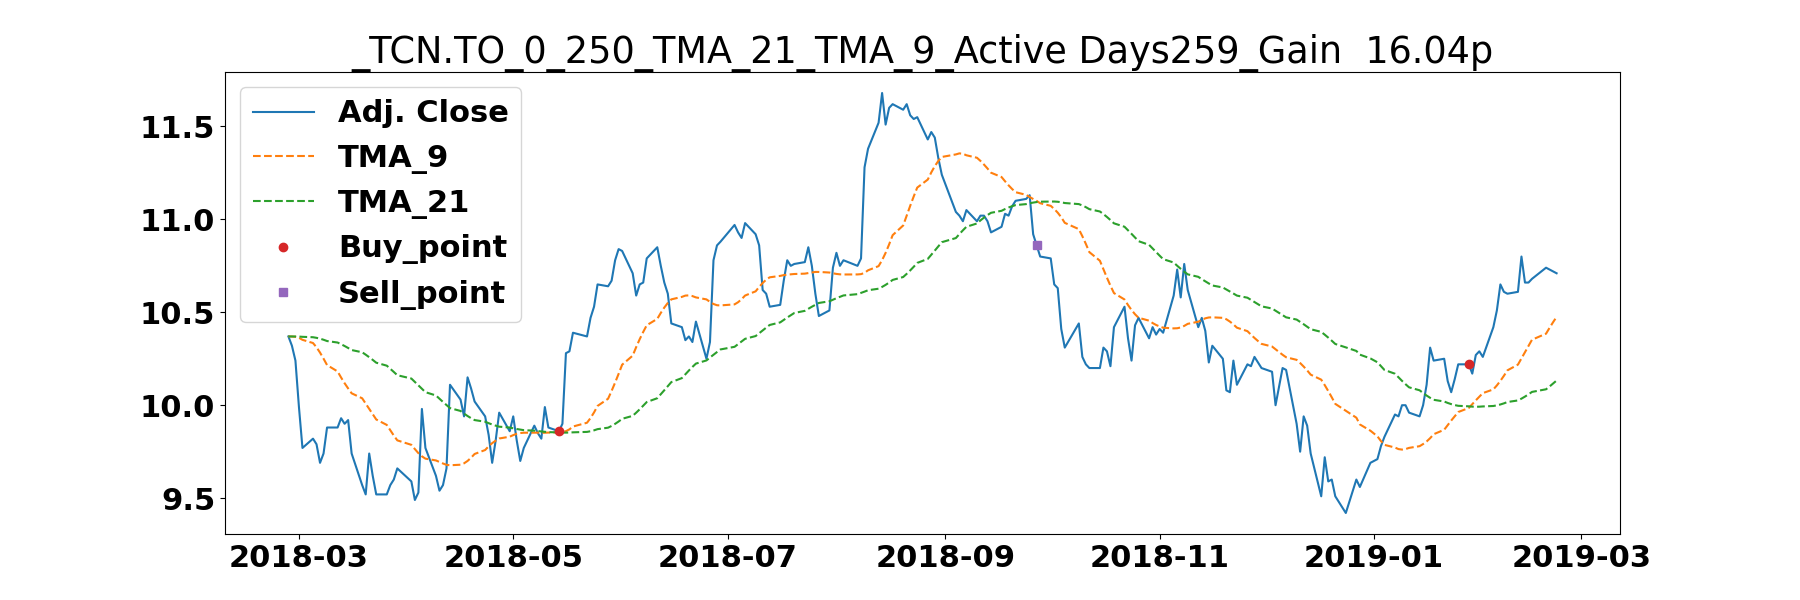 _TCN.TO_0_250_TMA_21_TMA_9_Active Days259_Gain  16.04p
Adj. Close
TMA_9
TMA_21
Buy_point
Sell_point
11.5
11.0
10.5
10.0
9.5
2018-03 2018-05 2018-07 2018-09 2018-11 2019-01 2019-03